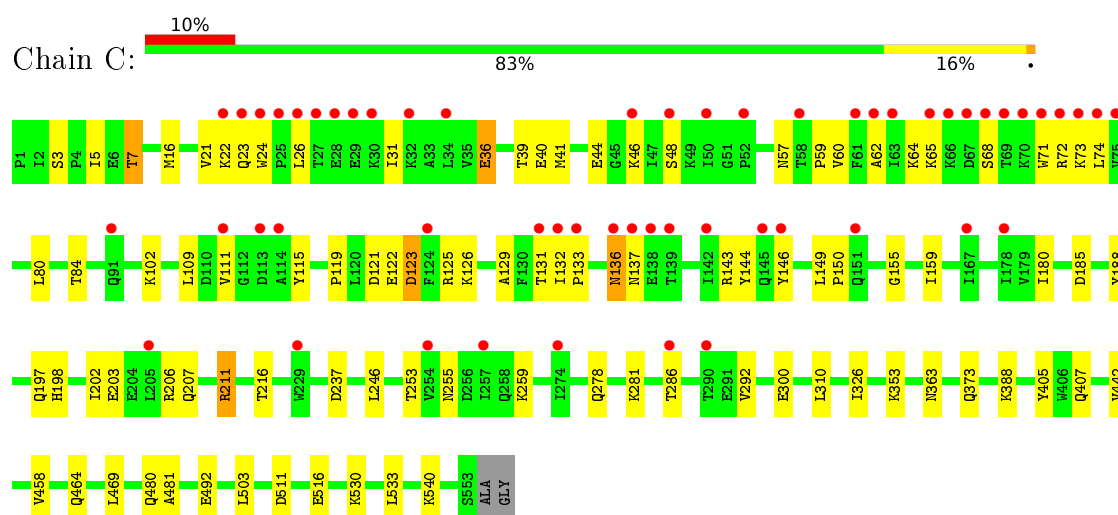 10%
Chain C:
83% 16%
P1 I2 S3 P4 I5 E6 T7 M16 V21 K22 Q23 W24 P25 L26 T27 E28 E29 K30 I31 K32 A33 L34 V35 E36 T39 E40 M41 E44 G45 K46 I47 S48 K49 I50 G51 P52 N57 T58 P59 V60 F61 A62 I63 K64 K65 K66 D67 S68 T69 K70 W71 R72 K73 L74
L80 T84 Q91 K102 L109 D110 V111 G112 D113 A114 Y115 P119 L120 D121 E122 D123 F124 R125 K126 A129 F130 T131 I132 P133 N136 N137 E138 T139 I142 R143 Y144 Q145 Y146 L149 P150 Q151 G155 I159 I167 I178 V179 I180 D185
Q197 H198 I202 E203 E204 L205 R206 Q207 R211 T216 W229 D237 L246 T253 V254 N255 D256 I257 Q258 K259 I274 Q278 K281 T286 T290 E291 V292 E300 L310 I326 K353 N363 Q373 K388 Y405 W406 Q407
V458 Q464 L469 Q480 A481 E492 L503 D511 E516 K530 L533 K540 S553 ALA GLY